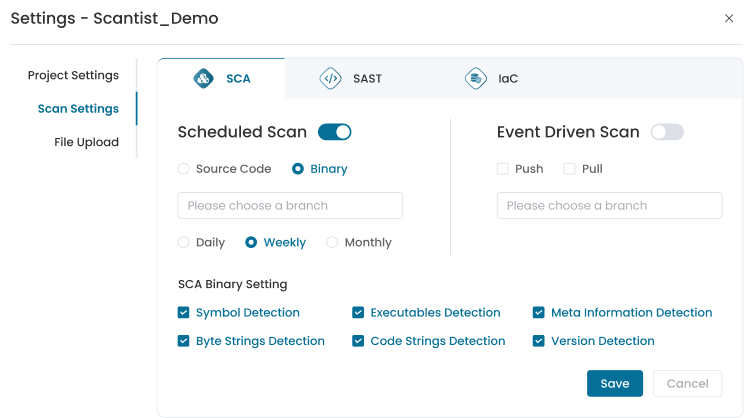 Settings - Scantist_Demo
Project Settings
Scan Settings
File Upload
SCA
SAST
IaC
Scheduled Scan
Source Code
Binary
Please choose a branch
Daily
Weekly
Monthly
Event Driven Scan
Push
Pull
Please choose a branch
SCA Binary Setting
Symbol Detection
Executables Detection
Meta Information Detection
Byte Strings Detection
Code Strings Detection
Version Detection
Save
Cancel